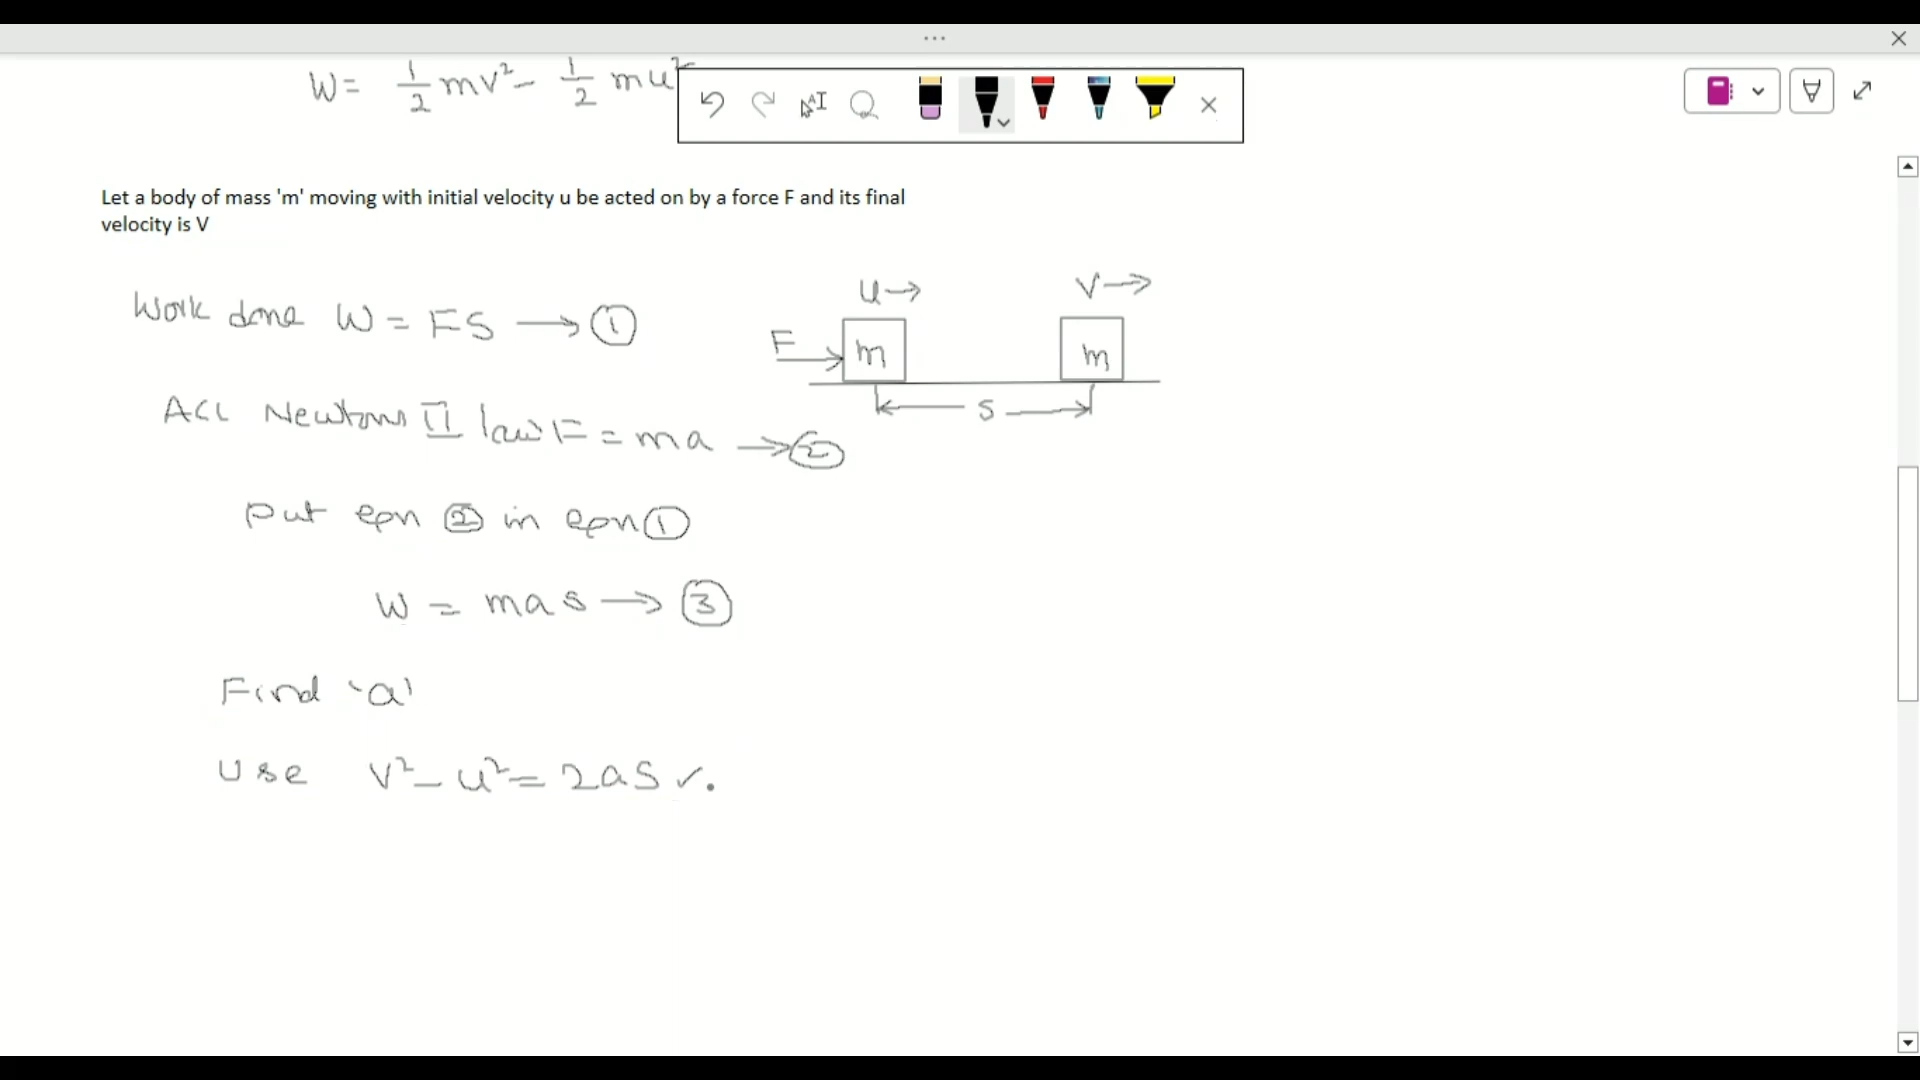 W = 1/2 mv² - 1/2 mu²
Let a body of mass 'm' moving with initial velocity u be acted on by a force F and its final
velocity is V
u→ v→
Work done W = FS → ①
F m m
S
Acc Newtons II law F = ma → ②
Put eqn ② in eqn ①
W = mas → ③
Find 'a'
Use V² - u² = 2aS ✓.